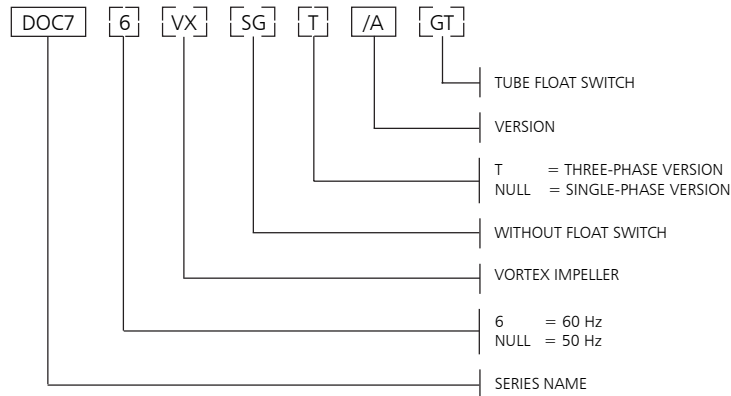 DOC7 6 VX SG T /A GT
TUBE FLOAT SWITCH
VERSION
T = THREE-PHASE VERSION
NULL = SINGLE-PHASE VERSION
WITHOUT FLOAT SWITCH
VORTEX IMPELLER
6 = 60 Hz
NULL = 50 Hz
SERIES NAME